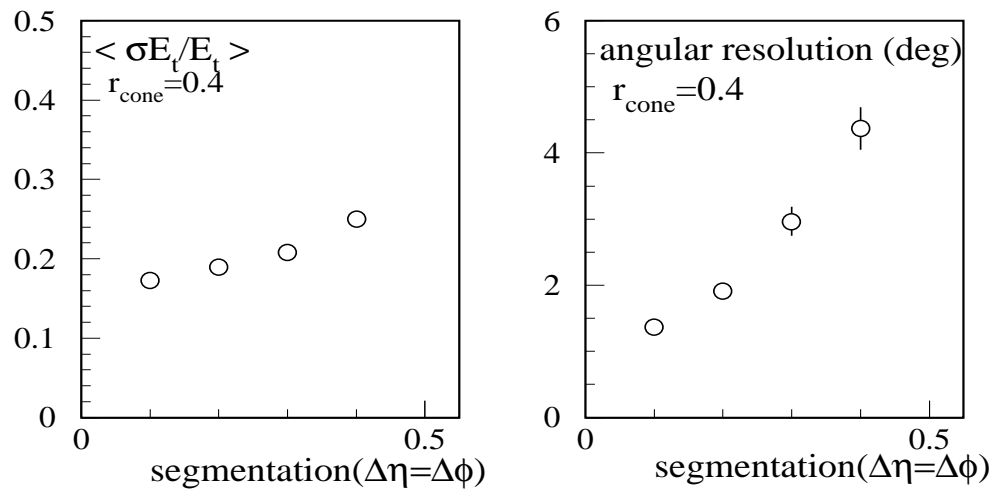 < σE_t/E_t >
r_cone=0.4
0.5
0.4
0.3
0.2
0.1
0
0
0.5
segmentation(Δη=Δϕ)
angular resolution (deg)
r_cone=0.4
6
4
2
0
0
0.5
segmentation(Δη=Δϕ)